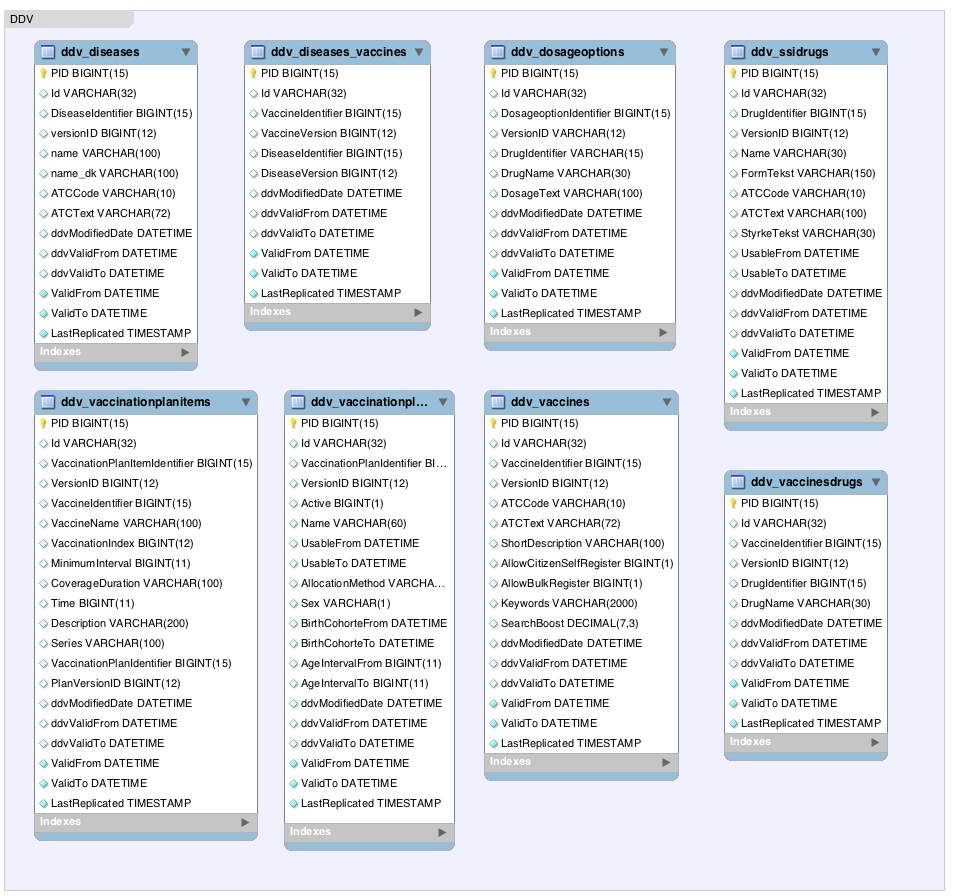 DDV
ddv_diseases
PID BIGINT(15)
Id VARCHAR(32)
DiseaseIdentifier BIGINT(15)
versionID BIGINT(12)
name VARCHAR(100)
name_dk VARCHAR(100)
ATCCode VARCHAR(10)
ATCText VARCHAR(72)
ddvModifiedDate DATETIME
ddvValidFrom DATETIME
ddvValidTo DATETIME
ValidFrom DATETIME
ValidTo DATETIME
LastReplicated TIMESTAMP
Indexes
ddv_diseases_vaccines
PID BIGINT(15)
Id VARCHAR(32)
VaccineIdentifier BIGINT(15)
VaccineVersion BIGINT(12)
DiseaseIdentifier BIGINT(15)
DiseaseVersion BIGINT(12)
ddvModifiedDate DATETIME
ddvValidFrom DATETIME
ddvValidTo DATETIME
ValidFrom DATETIME
ValidTo DATETIME
LastReplicated TIMESTAMP
Indexes
ddv_dosageoptions
PID BIGINT(15)
Id VARCHAR(32)
DosageoptionIdentifier BIGINT(15)
VersionID VARCHAR(12)
DrugIdentifier VARCHAR(15)
DrugName VARCHAR(30)
DosageText VARCHAR(100)
ddvModifiedDate DATETIME
ddvValidFrom DATETIME
ddvValidTo DATETIME
ValidFrom DATETIME
ValidTo DATETIME
LastReplicated TIMESTAMP
Indexes
ddv_ssidrugs
PID BIGINT(15)
Id VARCHAR(32)
DrugIdentifier BIGINT(15)
VersionID BIGINT(12)
Name VARCHAR(30)
FormTekst VARCHAR(150)
ATCCode VARCHAR(10)
ATCText VARCHAR(100)
StyrkeTekst VARCHAR(30)
UsableFrom DATETIME
UsableTo DATETIME
ddvModifiedDate DATETIME
ddvValidFrom DATETIME
ddvValidTo DATETIME
ValidFrom DATETIME
ValidTo DATETIME
LastReplicated TIMESTAMP
Indexes
ddv_vaccinationplanitems
PID BIGINT(15)
Id VARCHAR(32)
VaccinationPlanItemIdentifier BIGINT(15)
VersionID BIGINT(12)
VaccineIdentifier BIGINT(15)
VaccineName VARCHAR(100)
VaccinationIndex BIGINT(12)
MinimumInterval BIGINT(11)
CoverageDuration VARCHAR(100)
Time BIGINT(11)
Description VARCHAR(200)
Series VARCHAR(100)
VaccinationPlanIdentifier BIGINT(15)
PlanVersionID BIGINT(12)
ddvModifiedDate DATETIME
ddvValidFrom DATETIME
ddvValidTo DATETIME
ValidFrom DATETIME
ValidTo DATETIME
LastReplicated TIMESTAMP
Indexes
ddv_vaccinationpl...
PID BIGINT(15)
Id VARCHAR(32)
VaccinationPlanIdentifier BI...
VersionID BIGINT(12)
Active BIGINT(1)
Name VARCHAR(60)
UsableFrom DATETIME
UsableTo DATETIME
AllocationMethod VARCHA...
Sex VARCHAR(1)
BirthCohorteFrom DATETIME
BirthCohorteTo DATETIME
AgeIntervalFrom BIGINT(11)
AgeIntervalTo BIGINT(11)
ddvModifiedDate DATETIME
ddvValidFrom DATETIME
ddvValidTo DATETIME
ValidFrom DATETIME
ValidTo DATETIME
LastReplicated TIMESTAMP
Indexes
ddv_vaccines
PID BIGINT(15)
Id VARCHAR(32)
VaccineIdentifier BIGINT(15)
VersionID BIGINT(12)
ATCCode VARCHAR(10)
ATCText VARCHAR(72)
ShortDescription VARCHAR(100)
AllowCitizenSelfRegister BIGINT(1)
AllowBulkRegister BIGINT(1)
Keywords VARCHAR(2000)
SearchBoost DECIMAL(7,3)
ddvModifiedDate DATETIME
ddvValidFrom DATETIME
ddvValidTo DATETIME
ValidFrom DATETIME
ValidTo DATETIME
LastReplicated TIMESTAMP
Indexes
ddv_vaccinesdrugs
PID BIGINT(15)
Id VARCHAR(32)
VaccineIdentifier BIGINT(15)
VersionID BIGINT(12)
DrugIdentifier BIGINT(15)
DrugName VARCHAR(30)
ddvModifiedDate DATETIME
ddvValidFrom DATETIME
ddvValidTo DATETIME
ValidFrom DATETIME
ValidTo DATETIME
LastReplicated TIMESTAMP
Indexes